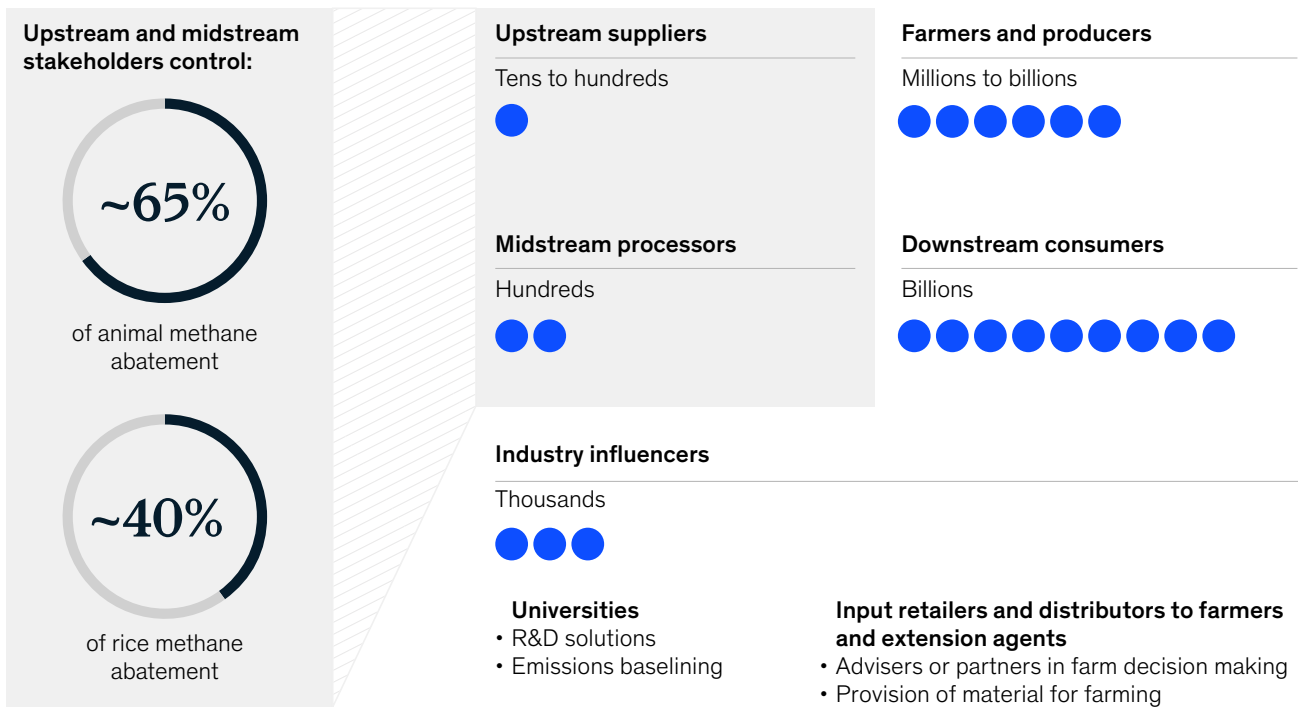 Upstream and midstream
stakeholders control:
~65%
of animal methane
abatement
~40%
of rice methane
abatement
Upstream suppliers
Tens to hundreds
Farmers and producers
Millions to billions
Midstream processors
Hundreds
Downstream consumers
Billions
Industry influencers
Thousands
Universities
• R&D solutions
• Emissions baselining
Input retailers and distributors to farmers
and extension agents
• Advisers or partners in farm decision making
• Provision of material for farming